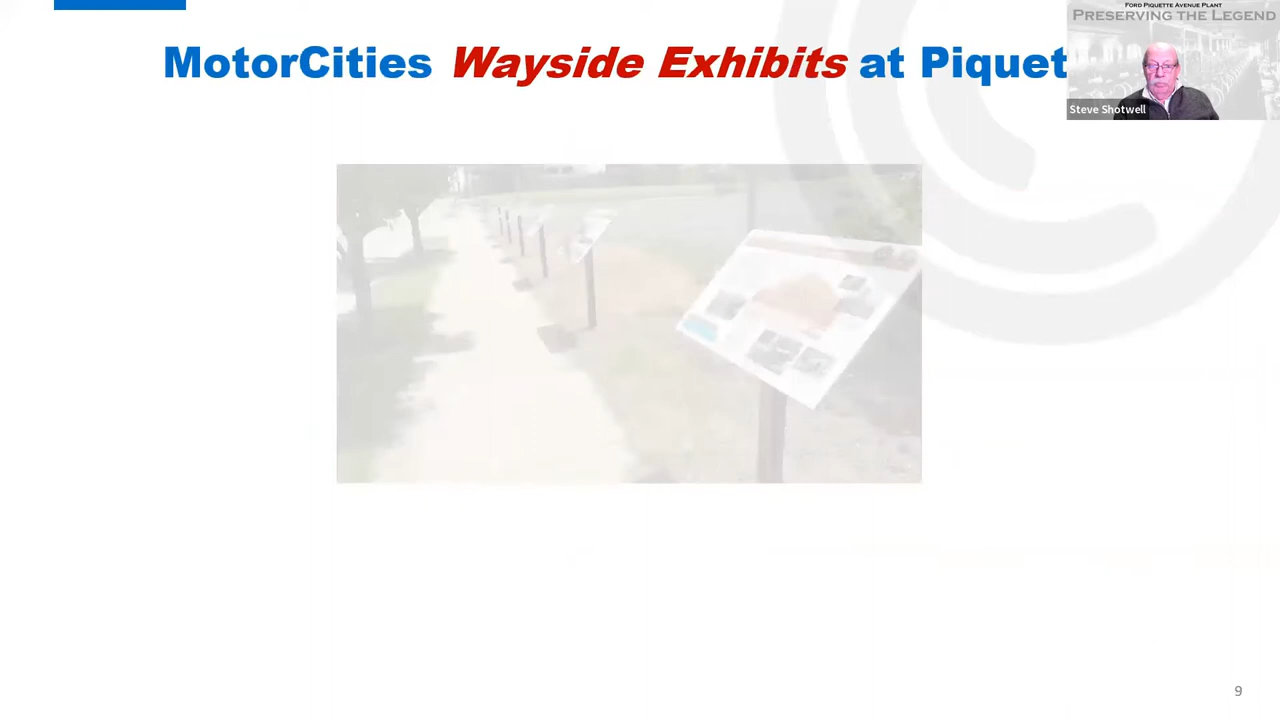 FORD PIQUETTE AVENUE PLANT
PRESERVING THE LEGEND
MotorCities Wayside Exhibits at Piquet
Steve Shotwell
9